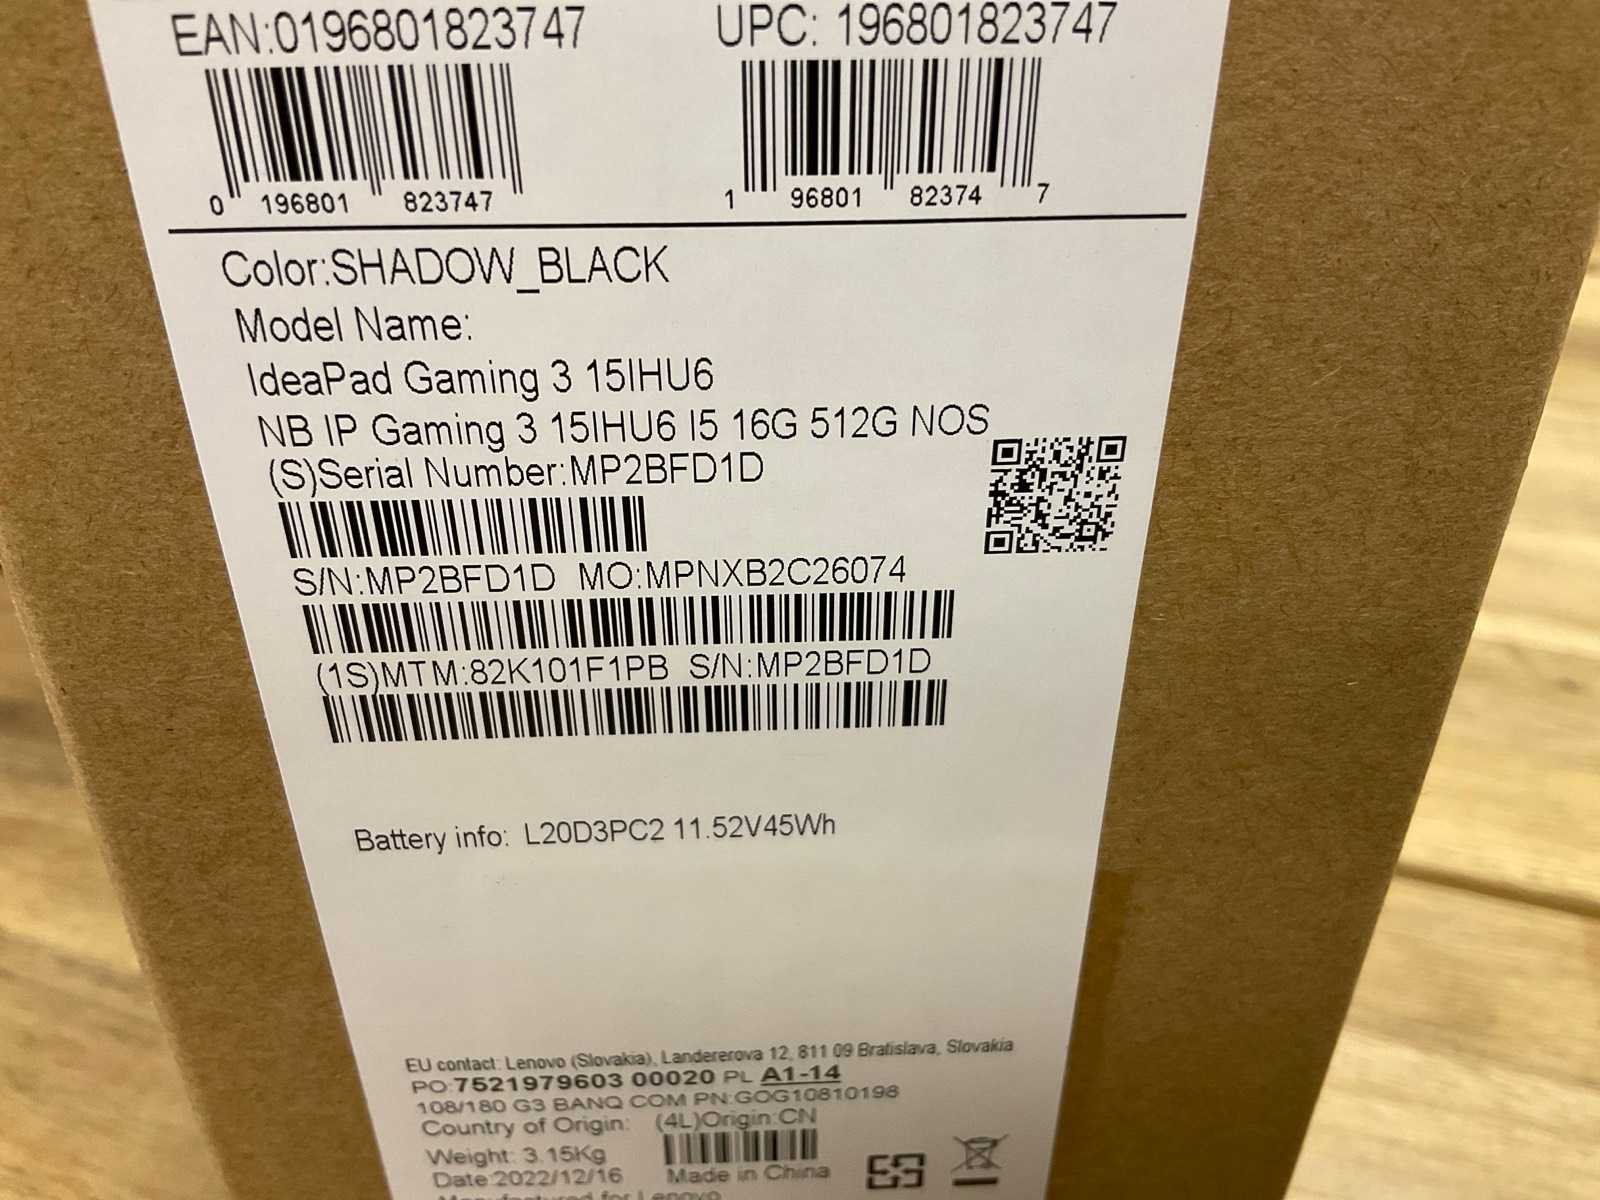 EAN:0196801823747 UPC: 196801823747
0 196801 823747 1 96801 82374 7
Color:SHADOW_BLACK
Model Name:
IdeaPad Gaming 3 15IHU6
NB IP Gaming 3 15IHU6 I5 16G 512G NOS
(S)Serial Number:MP2BFD1D
S/N:MP2BFD1D MO:MPNXB2C26074
(1S)MTM:82K101F1PB S/N:MP2BFD1D
Battery info: L20D3PC2 11.52V45Wh
EU contact: Lenovo (Slovakia), Landererova 12, 811 09 Bratislava, Slovakia
PO:7521979603 00020 PL A1-14
108/180 G3 BANQ COM PN:GOG10810198
Country of Origin: (4L)Origin:CN
Weight: 3.15Kg
Date:2022/12/16 Made in China
Manufactured for Lenovo